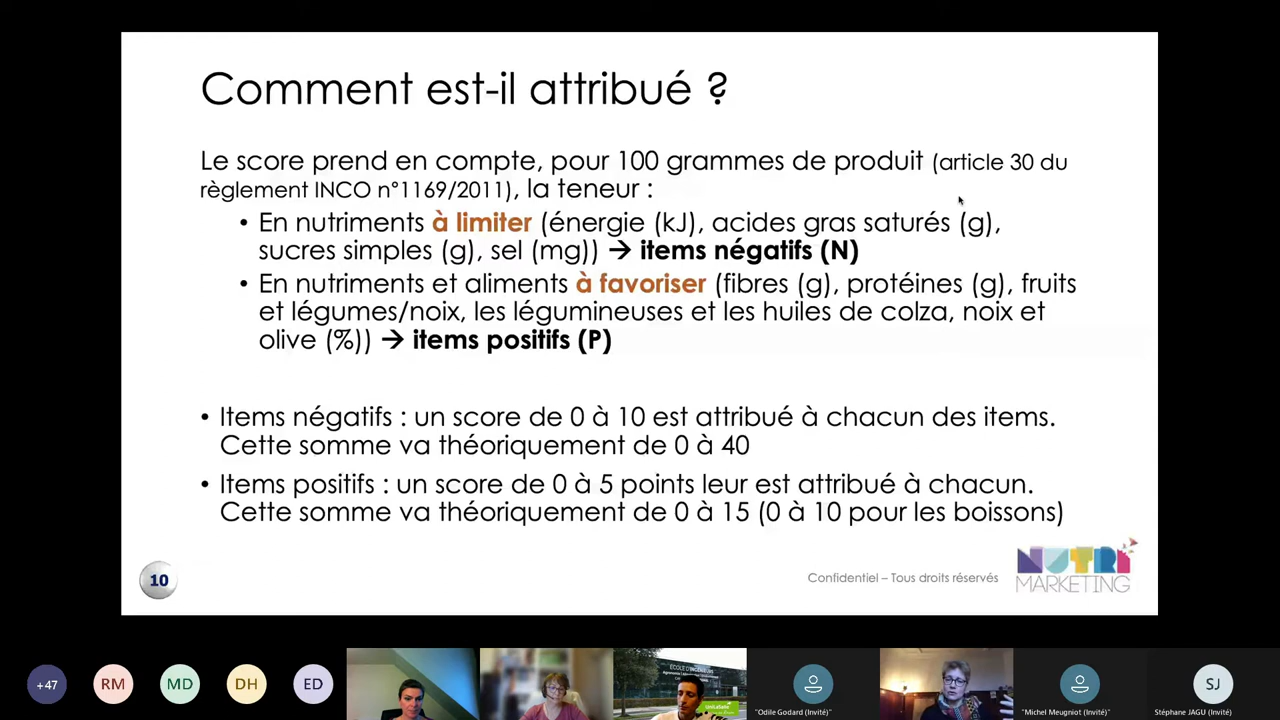 Comment est-il attribué ?
Le score prend en compte, pour 100 grammes de produit (article 30 du
règlement INCO n°1169/2011), la teneur :
• En nutriments à limiter (énergie (kJ), acides gras saturés (g),
sucres simples (g), sel (mg)) → items négatifs (N)
• En nutriments et aliments à favoriser (fibres (g), protéines (g), fruits
et légumes/noix, les légumineuses et les huiles de colza, noix et
olive (%)) → items positifs (P)
• Items négatifs : un score de 0 à 10 est attribué à chacun des items.
Cette somme va théoriquement de 0 à 40
• Items positifs : un score de 0 à 5 points leur est attribué à chacun.
Cette somme va théoriquement de 0 à 15 (0 à 10 pour les boissons)
10
Confidentiel – Tous droits réservés
NUTRI
MARKETING
+47
RM
MD
DH
ED
ÉCOLE D'INGÉNIEURS
UniLaSalle
"Odile Godard (Invité)"
"Michel Meugniot (Invité)"
SJ
Stéphane JAGU (Invité)